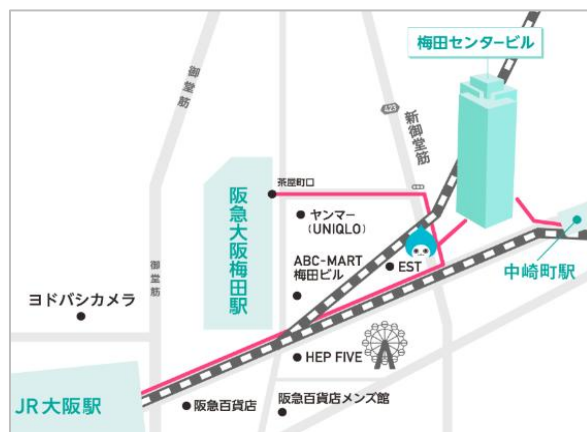 梅田センタービル
御堂筋
423
新御堂筋
茶屋町口
阪急大阪梅田駅
ヤンマー
(UNIQLO)
ABC-MART
梅田ビル
EST
中崎町駅
御堂筋
ヨドバシカメラ
HEP FIVE
JR大阪駅
阪急百貨店
阪急百貨店メンズ館